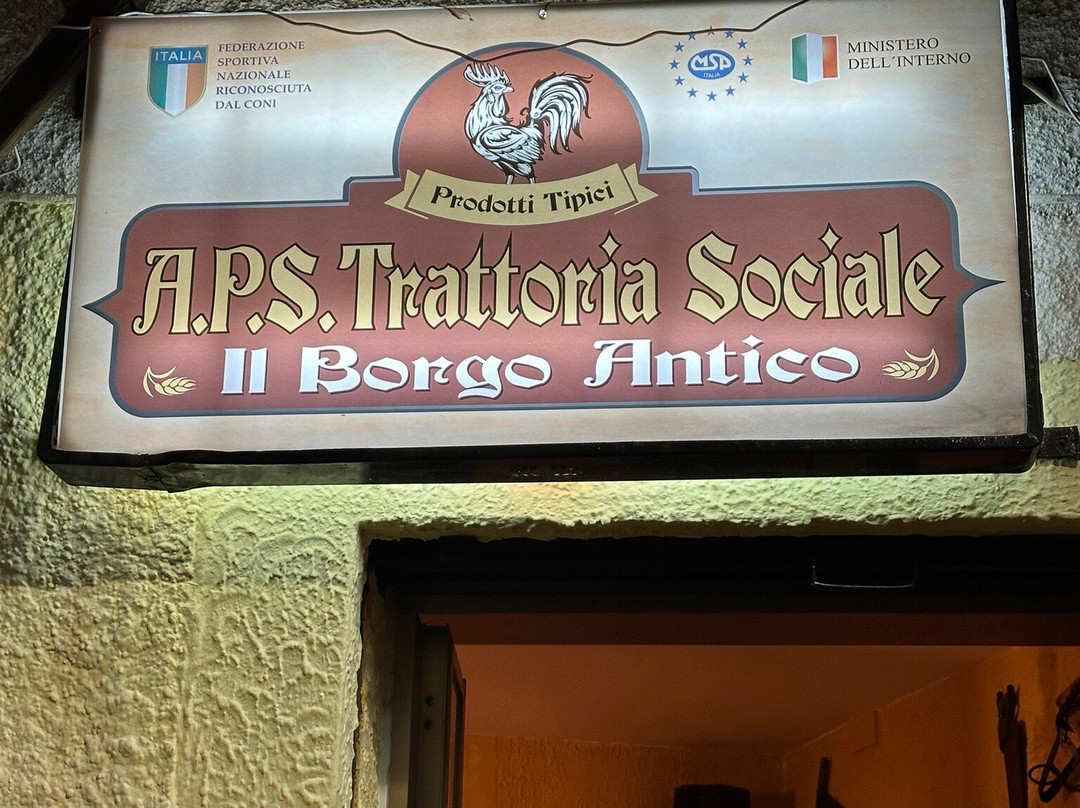 ITALIA
FEDERAZIONE
SPORTIVA
NAZIONALE
RICONOSCIUTA
DAL CONI
MSP
ITALIA
MINISTERO
DELL´INTERNO
Prodotti Tipici
A.P.S. Trattoria Sociale
Il Borgo Antico